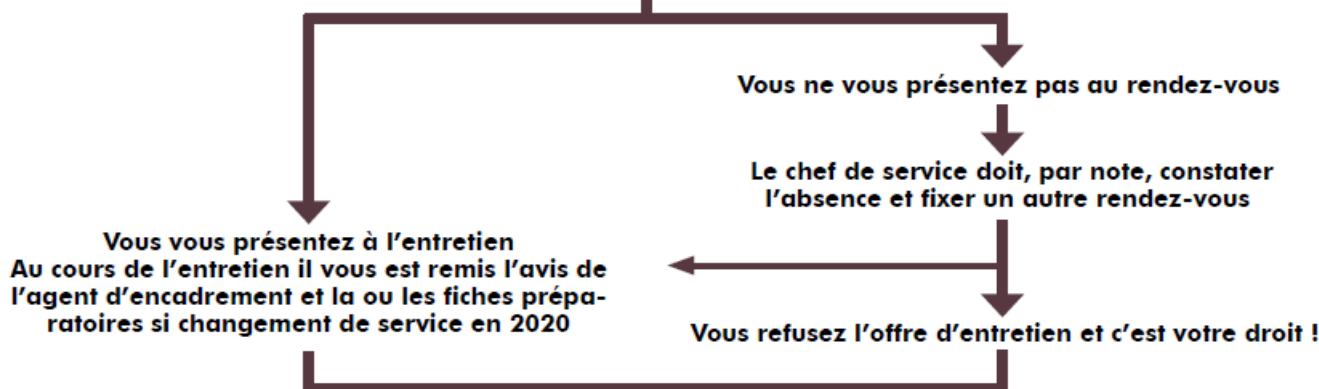 Vous ne vous présentez pas au rendez-vous
Le chef de service doit, par note, constater
l'absence et fixer un autre rendez-vous
Vous vous présentez à l'entretien
Au cours de l'entretien il vous est remis l'avis de
l'agent d'encadrement et la ou les fiches prépa-
ratoires si changement de service en 2020
Vous refusez l'offre d'entretien et c'est votre droit !